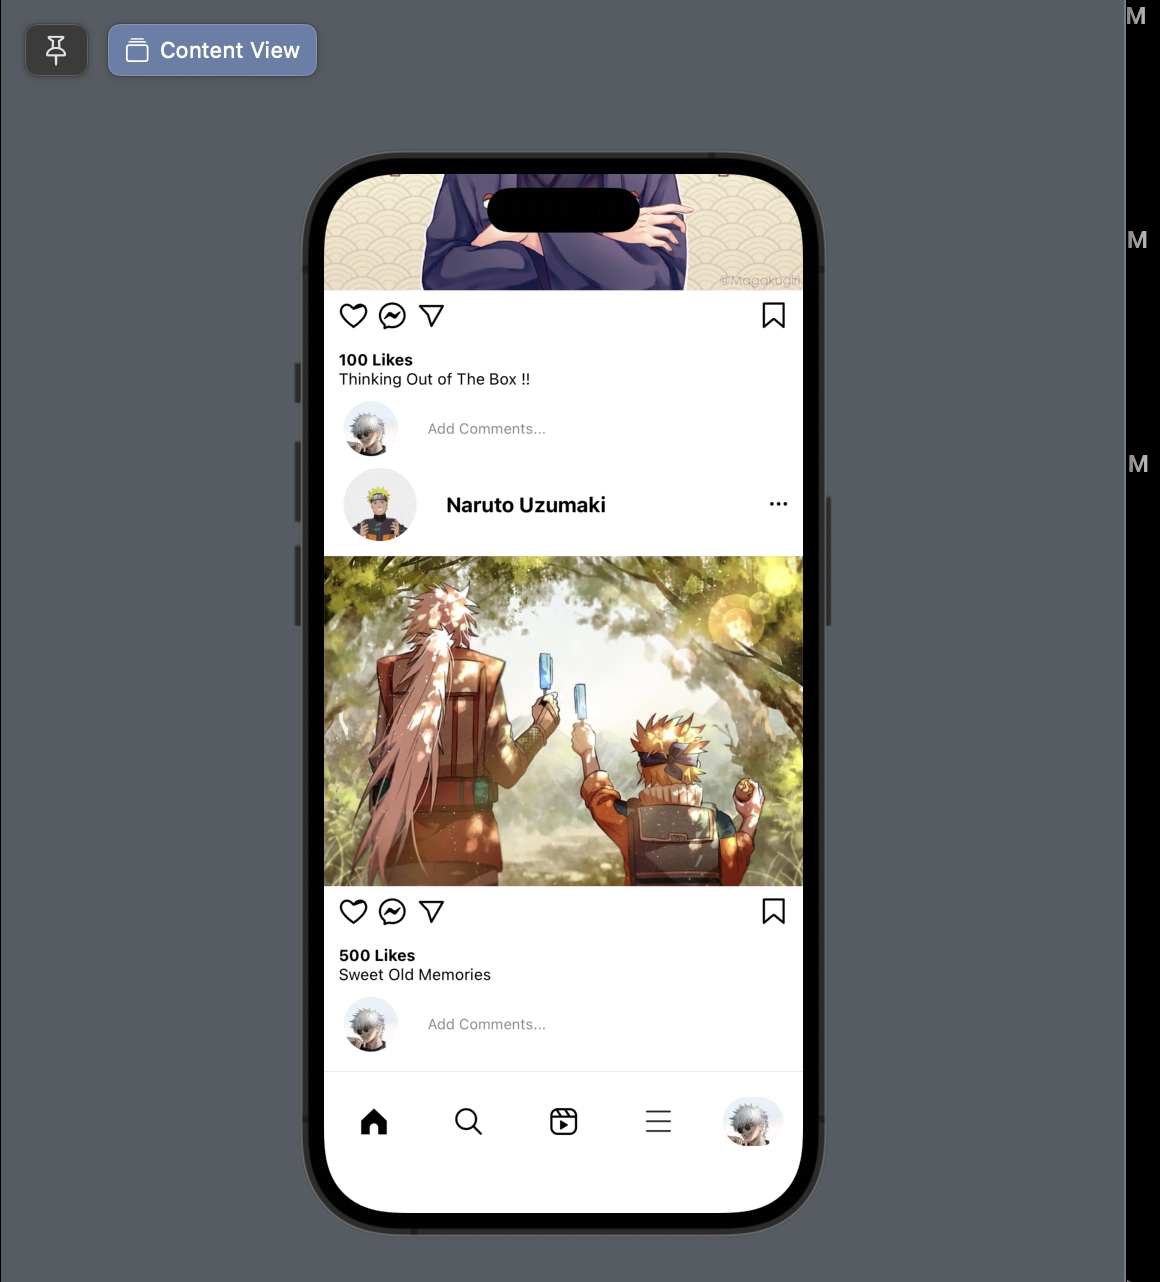 M
Content View
M
@Magakugiri
100 Likes
Thinking Out of The Box !!
Add Comments...
M
Naruto Uzumaki
500 Likes
Sweet Old Memories
Add Comments...